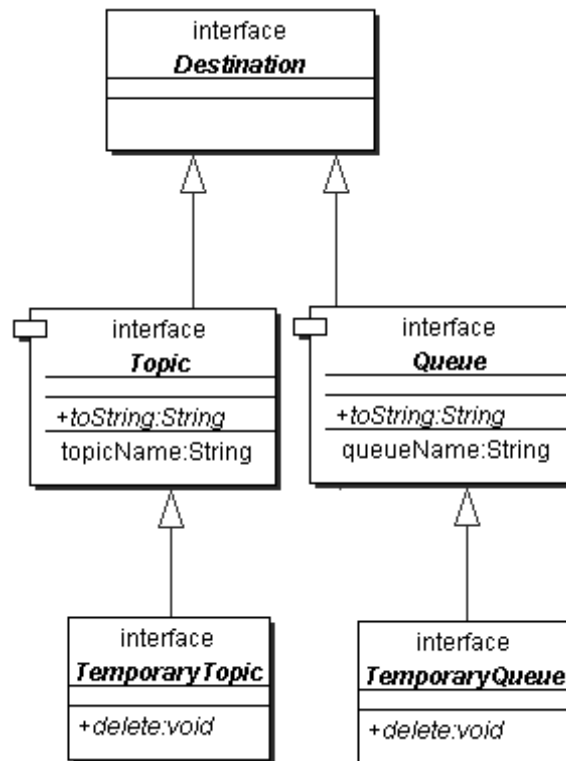 interface
Destination
interface
Topic
+toString:String
topicName:String
interface
Queue
+toString:String
queueName:String
interface
TemporaryTopic
+delete:void
interface
TemporaryQueue
+delete:void